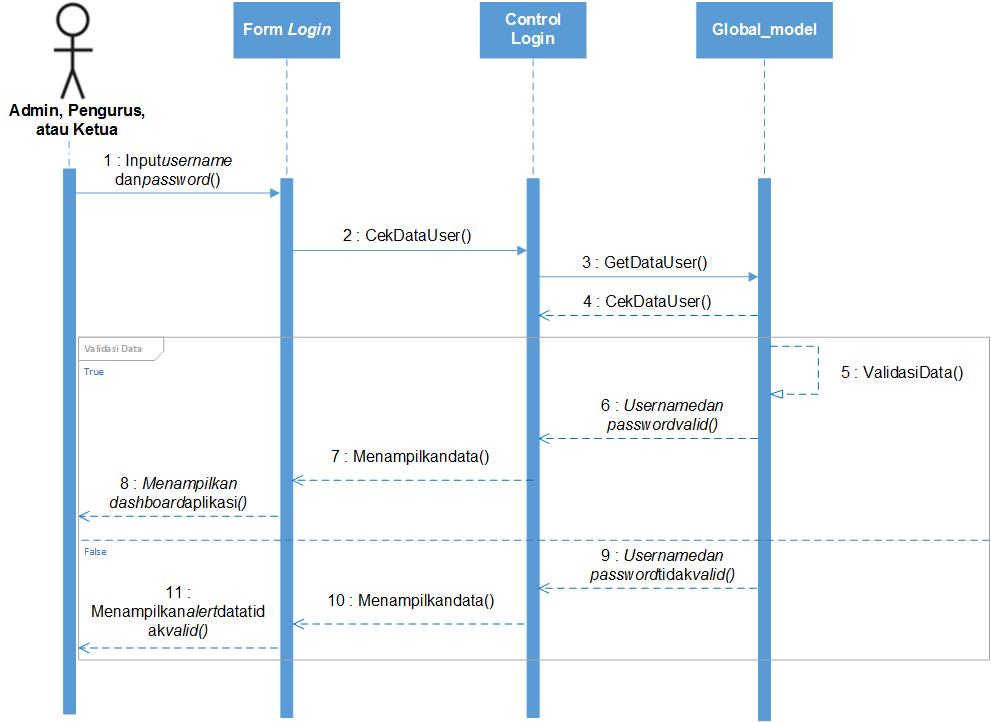 Form Login
Control
Login
Global_model
Admin, Pengurus,
atau Ketua
1 : Inputusername
danpassword()
2 : CekDataUser()
3 : GetDataUser()
4 : CekDataUser()
Validasi Data
True
5 : ValidasiData()
6 : Usernamedan
passwordvalid()
7 : Menampilkandata()
8 : Menampilkan
dashboardaplikasi()
False
9 : Usernamedan
passwordtidakvalid()
10 : Menampilkandata()
11 :
Menampilkanalertdatatid
akvalid()